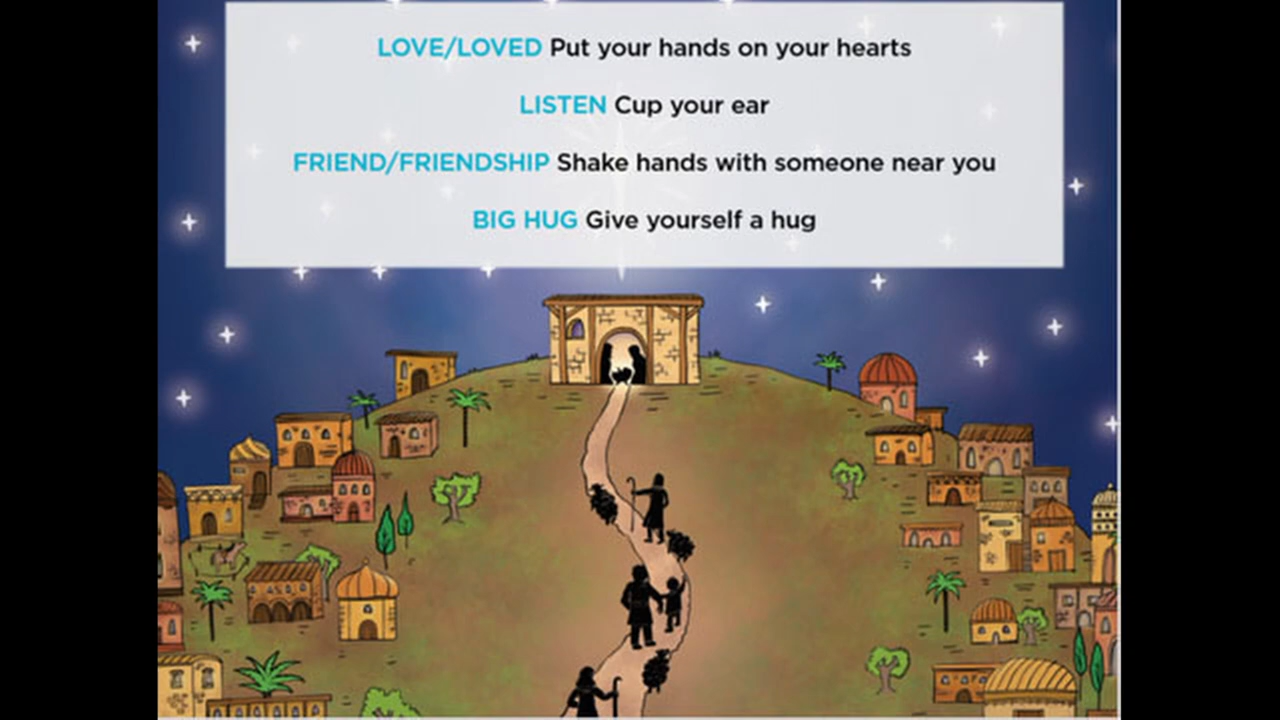 LOVE/LOVED Put your hands on your hearts
LISTEN Cup your ear
FRIEND/FRIENDSHIP Shake hands with someone near you
BIG HUG Give yourself a hug